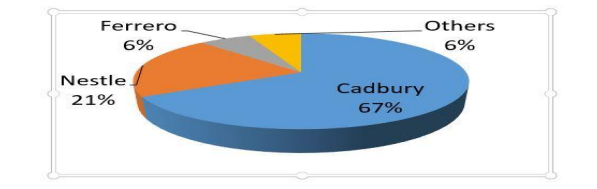 Ferrero
6%
Others
6%
Nestle
21%
Cadbury
67%